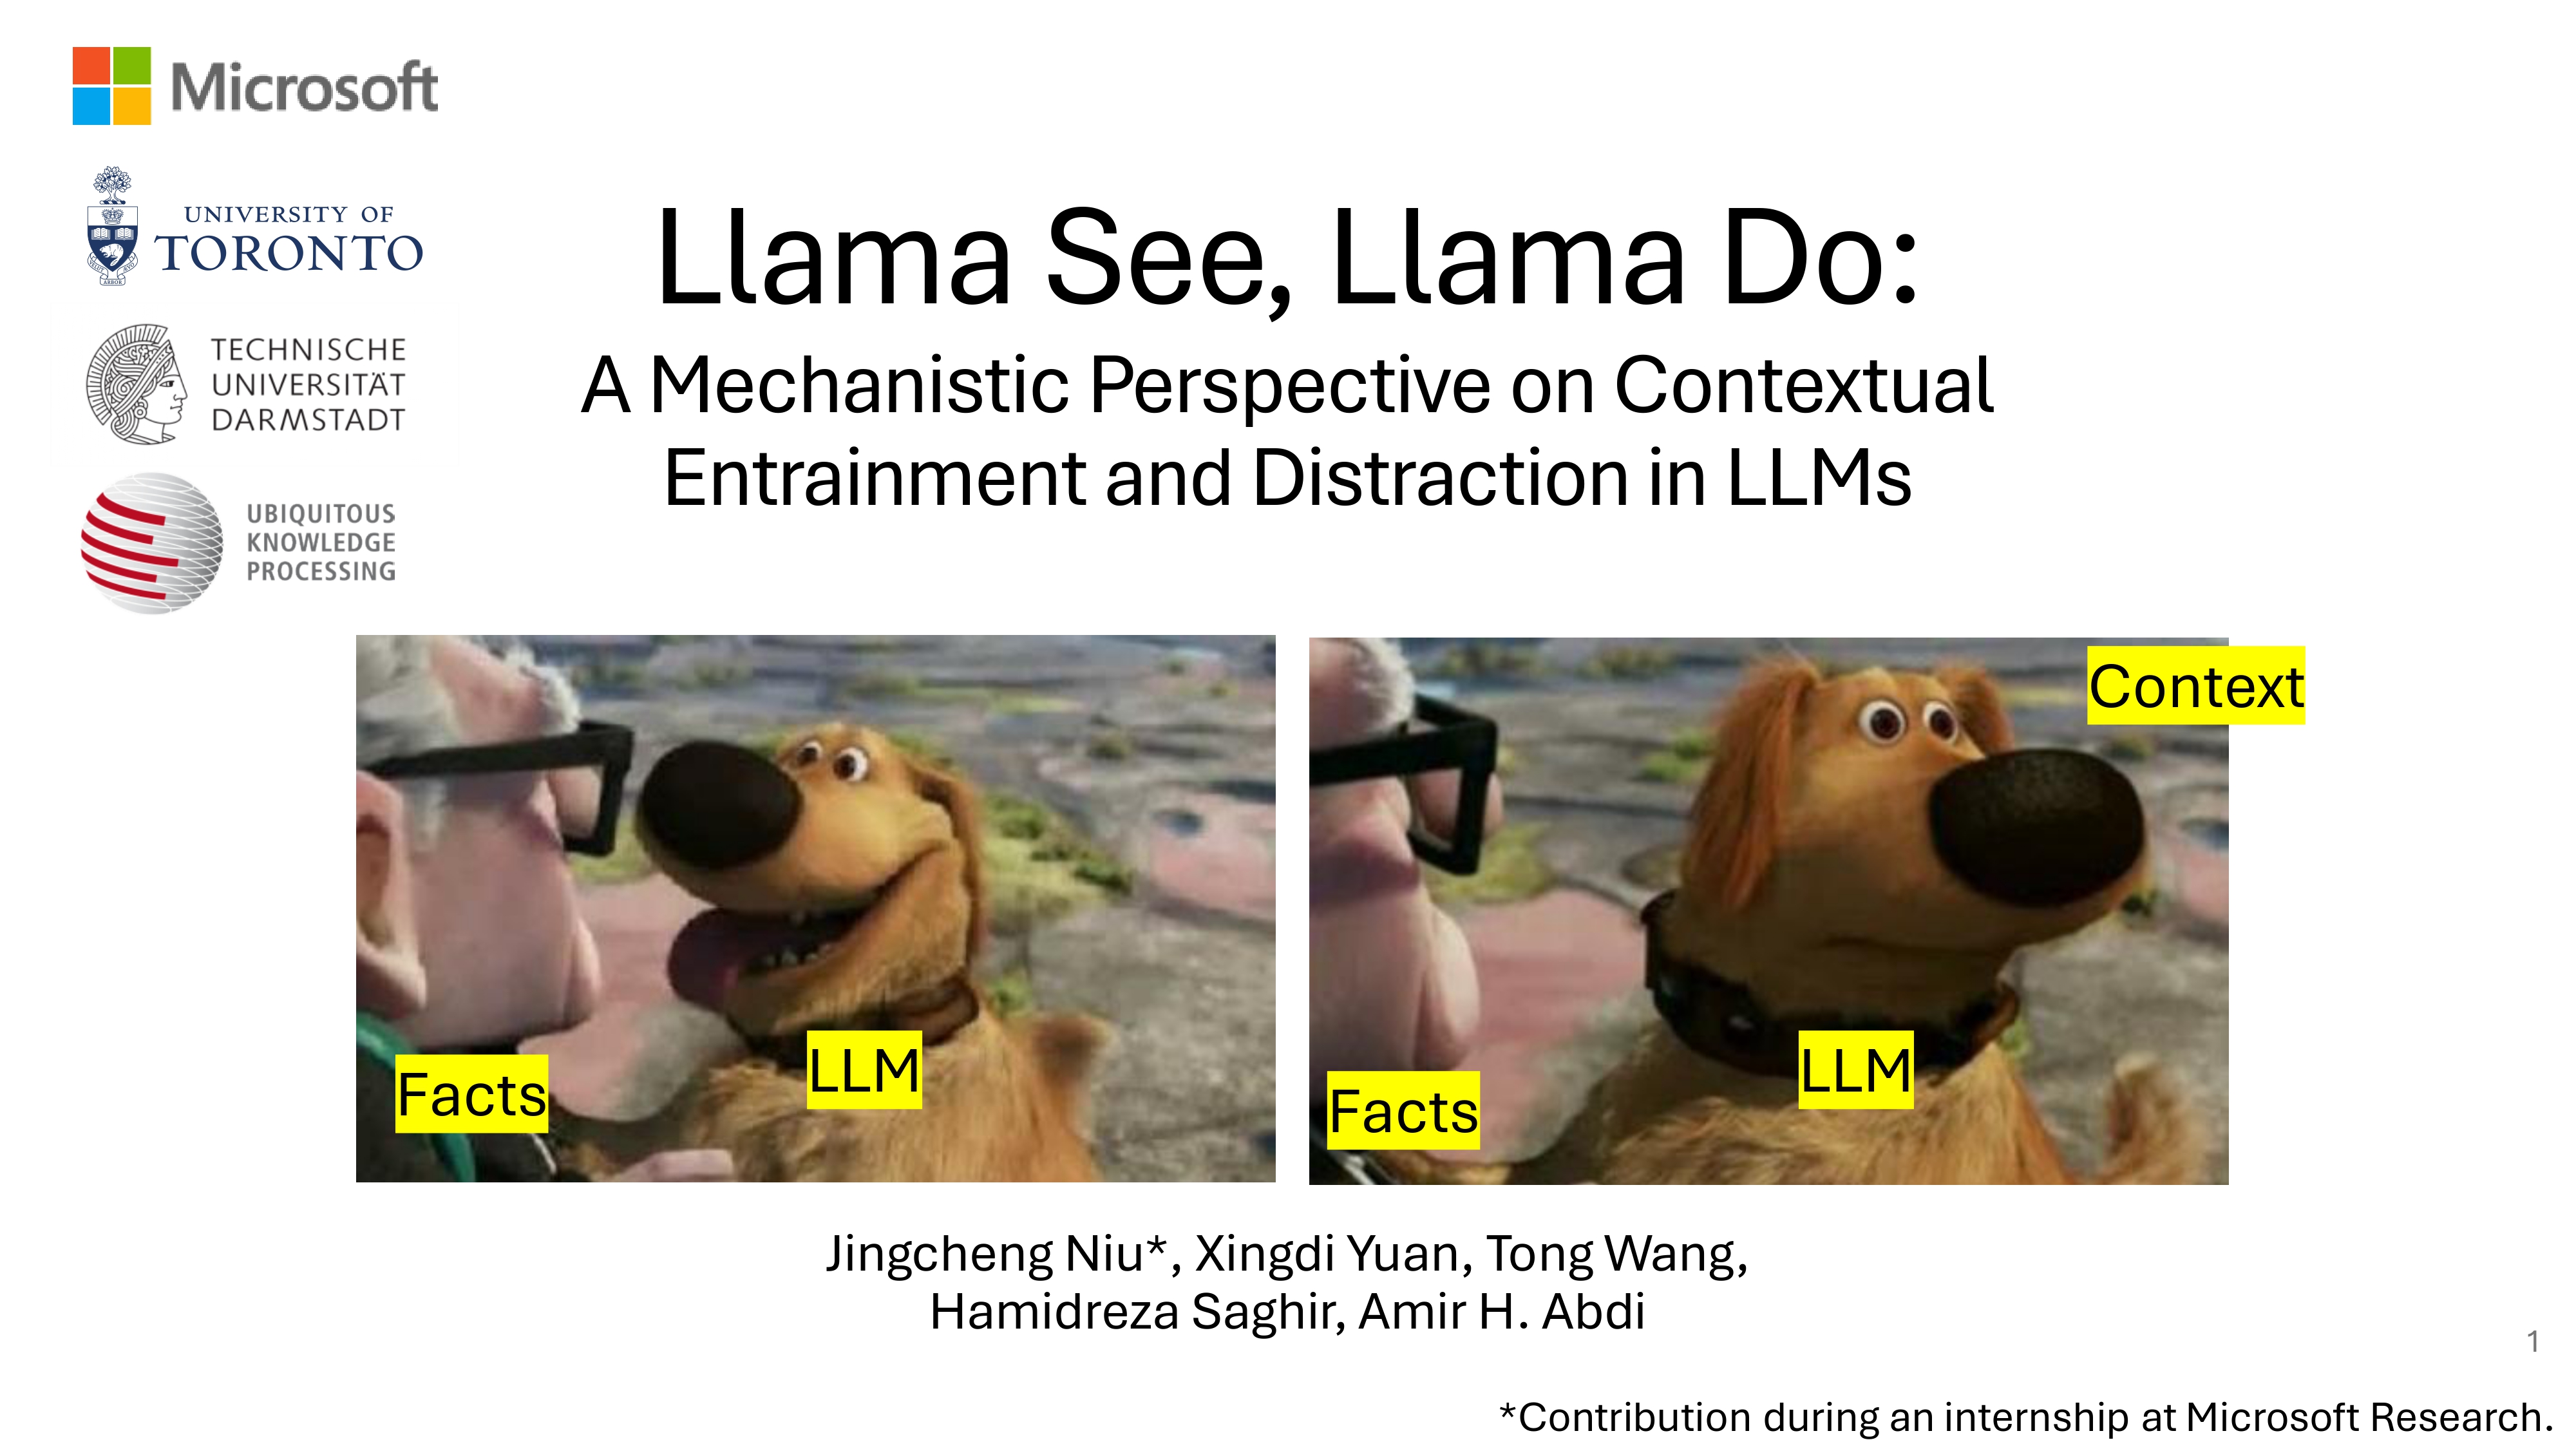 Microsoft
UNIVERSITY OF
TORONTO
TECHNISCHE
UNIVERSITÄT
DARMSTADT
UBIQUITOUS
KNOWLEDGE
PROCESSING
Llama See, Llama Do:
A Mechanistic Perspective on Contextual
Entrainment and Distraction in LLMs
Facts
LLM
Context
Facts
LLM
Jingcheng Niu*, Xingdi Yuan, Tong Wang,
Hamidreza Saghir, Amir H. Abdi
1
*Contribution during an internship at Microsoft Research.